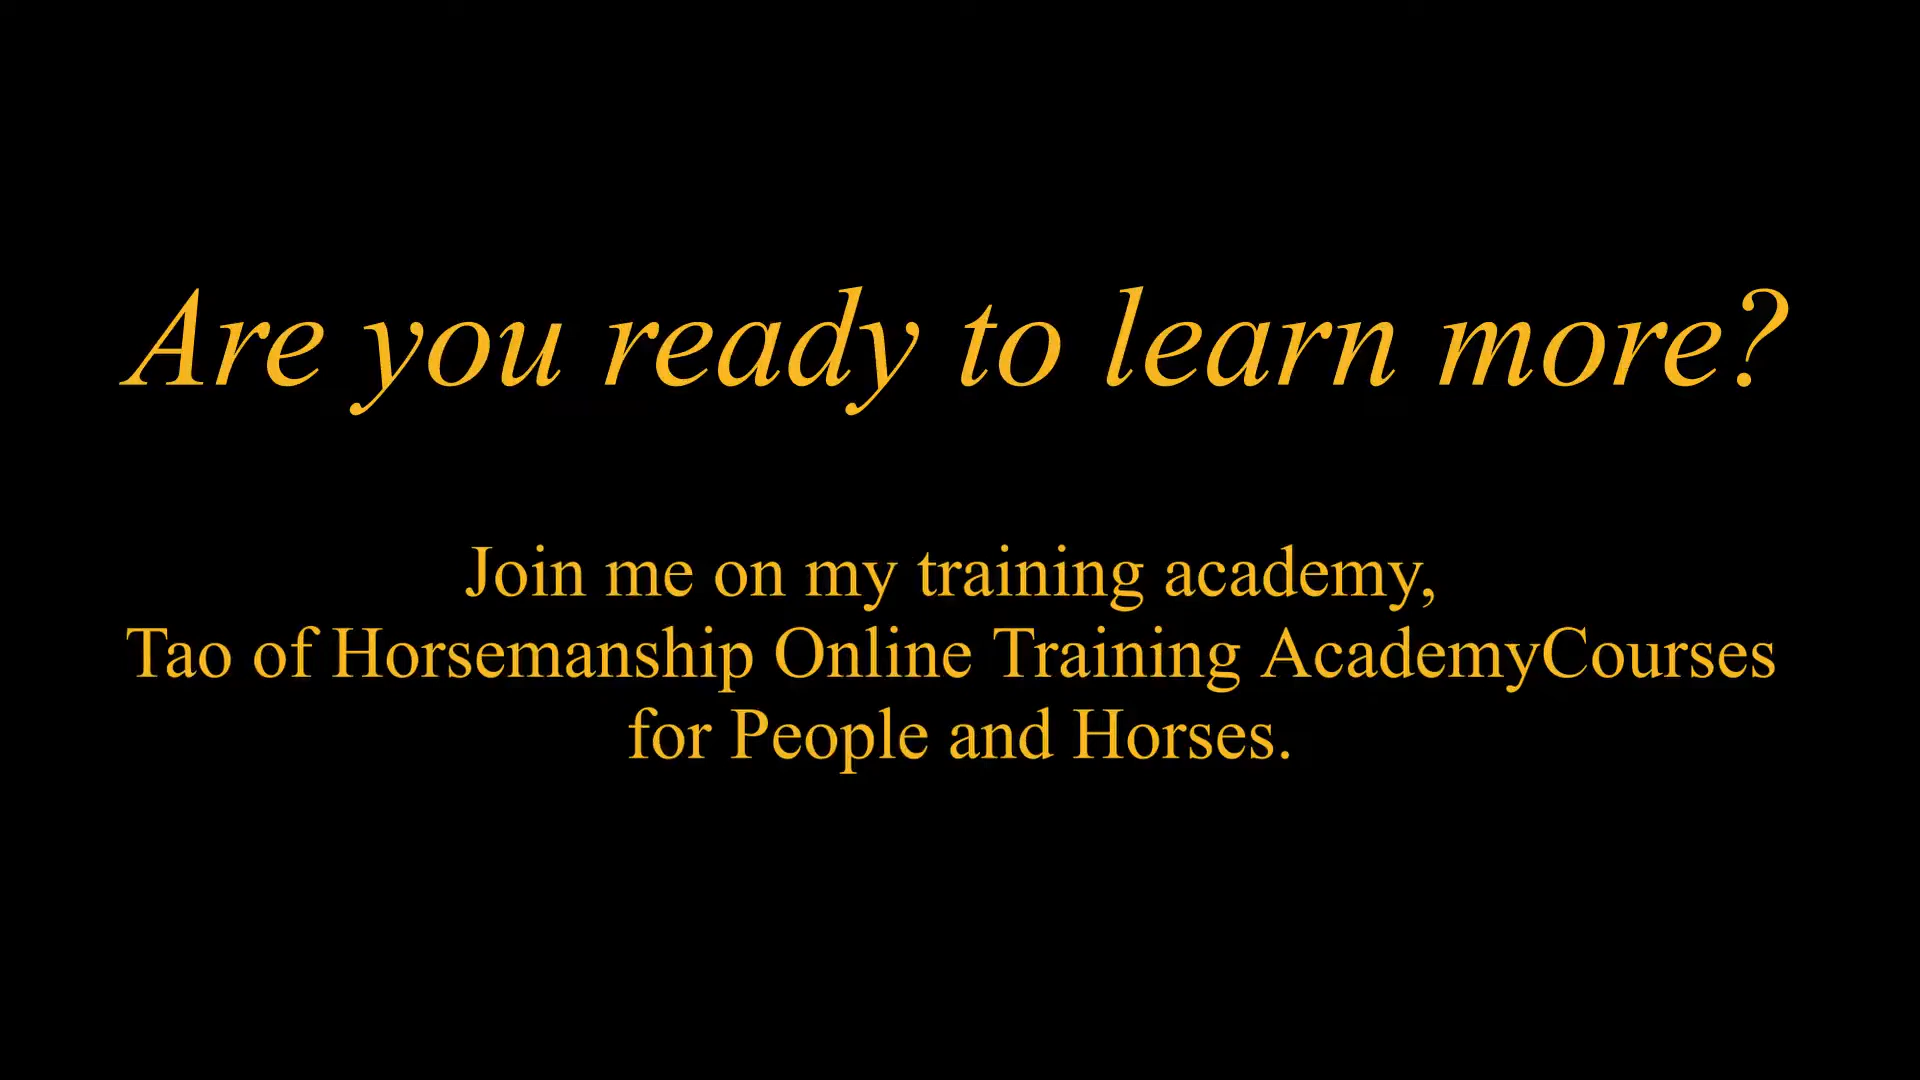 Are you ready to learn more?
Join me on my training academy,
Tao of Horsemanship Online Training AcademyCourses
for People and Horses.